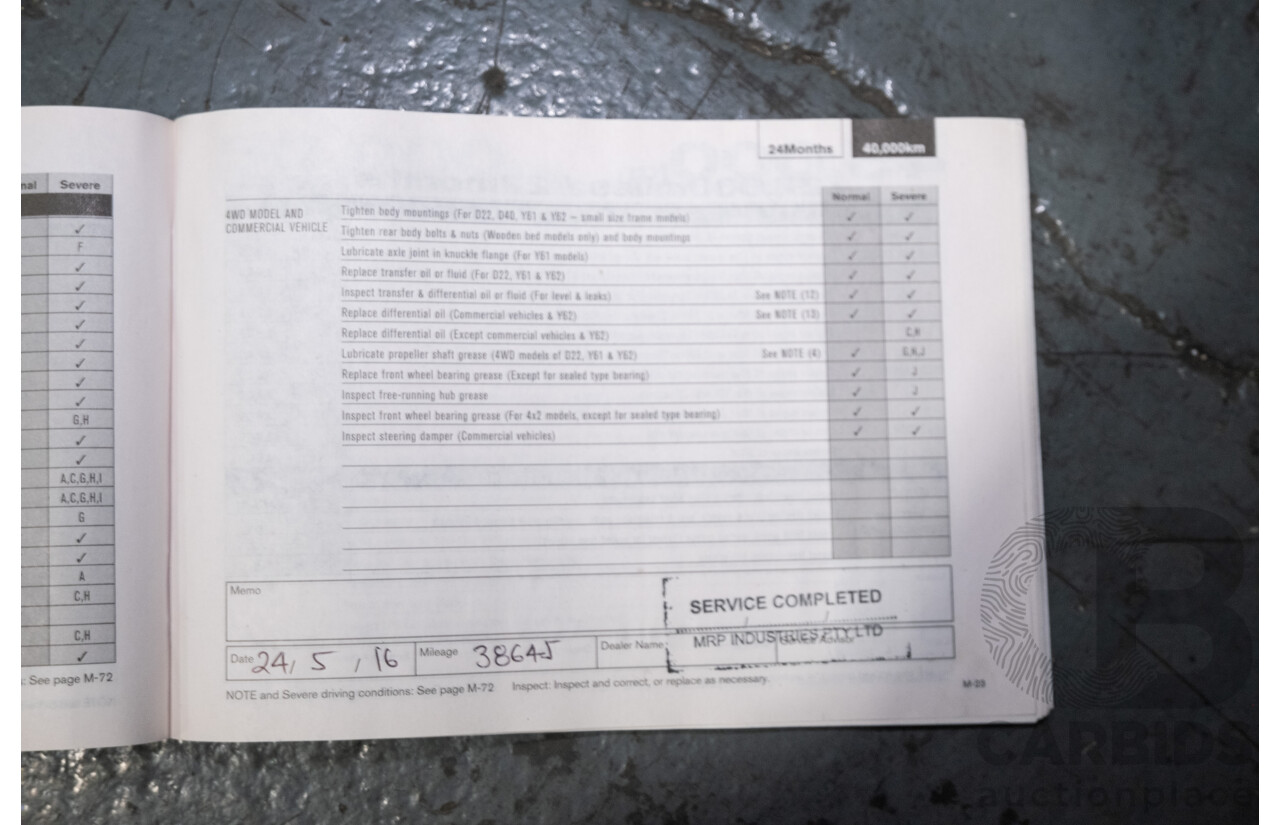 nal Severe
✓
F
✓
✓
✓
✓
✓
✓
✓
✓
G,H
✓
✓
A,C,G,H,I
A,C,G,H,I
G
✓
✓
A
C,H
C,H
✓
: See page M-72
24Months 40,000km
Normal Severe
4WD MODEL AND
COMMERCIAL VEHICLE
Tighten body mountings (For D22, D40, Y61 & Y62 – small size frame models) ✓ ✓
Tighten rear body bolts & nuts (Wooden bed models only) and body mountings ✓ ✓
Lubricate axle joint in knuckle flange (For Y61 models) ✓ ✓
Replace transfer oil or fluid (For D22, Y61 & Y62) ✓ ✓
Inspect transfer & differential oil or fluid (For level & leaks) See NOTE (12) ✓ ✓
Replace differential oil (Commercial vehicles & Y62) See NOTE (13) ✓ ✓
Replace differential oil (Except commercial vehicles & Y62) C,H
Lubricate propeller shaft grease (4WD models of D22, Y61 & Y62) See NOTE (4) ✓ G,H,J
Replace front wheel bearing grease (Except for sealed type bearing) ✓ J
Inspect free-running hub grease ✓ J
Inspect front wheel bearing grease (For 4x2 models, except for sealed type bearing) ✓ ✓
Inspect steering damper (Commercial vehicles) ✓ ✓
Memo
SERVICE COMPLETED
MRP INDUSTRIES PTY LTD
Date 24/ 5 / 16 Mileage 38645 Dealer Name:
NOTE and Severe driving conditions: See page M-72 Inspect: Inspect and correct, or replace as necessary.
M-23
CARBIDS
auctionplace